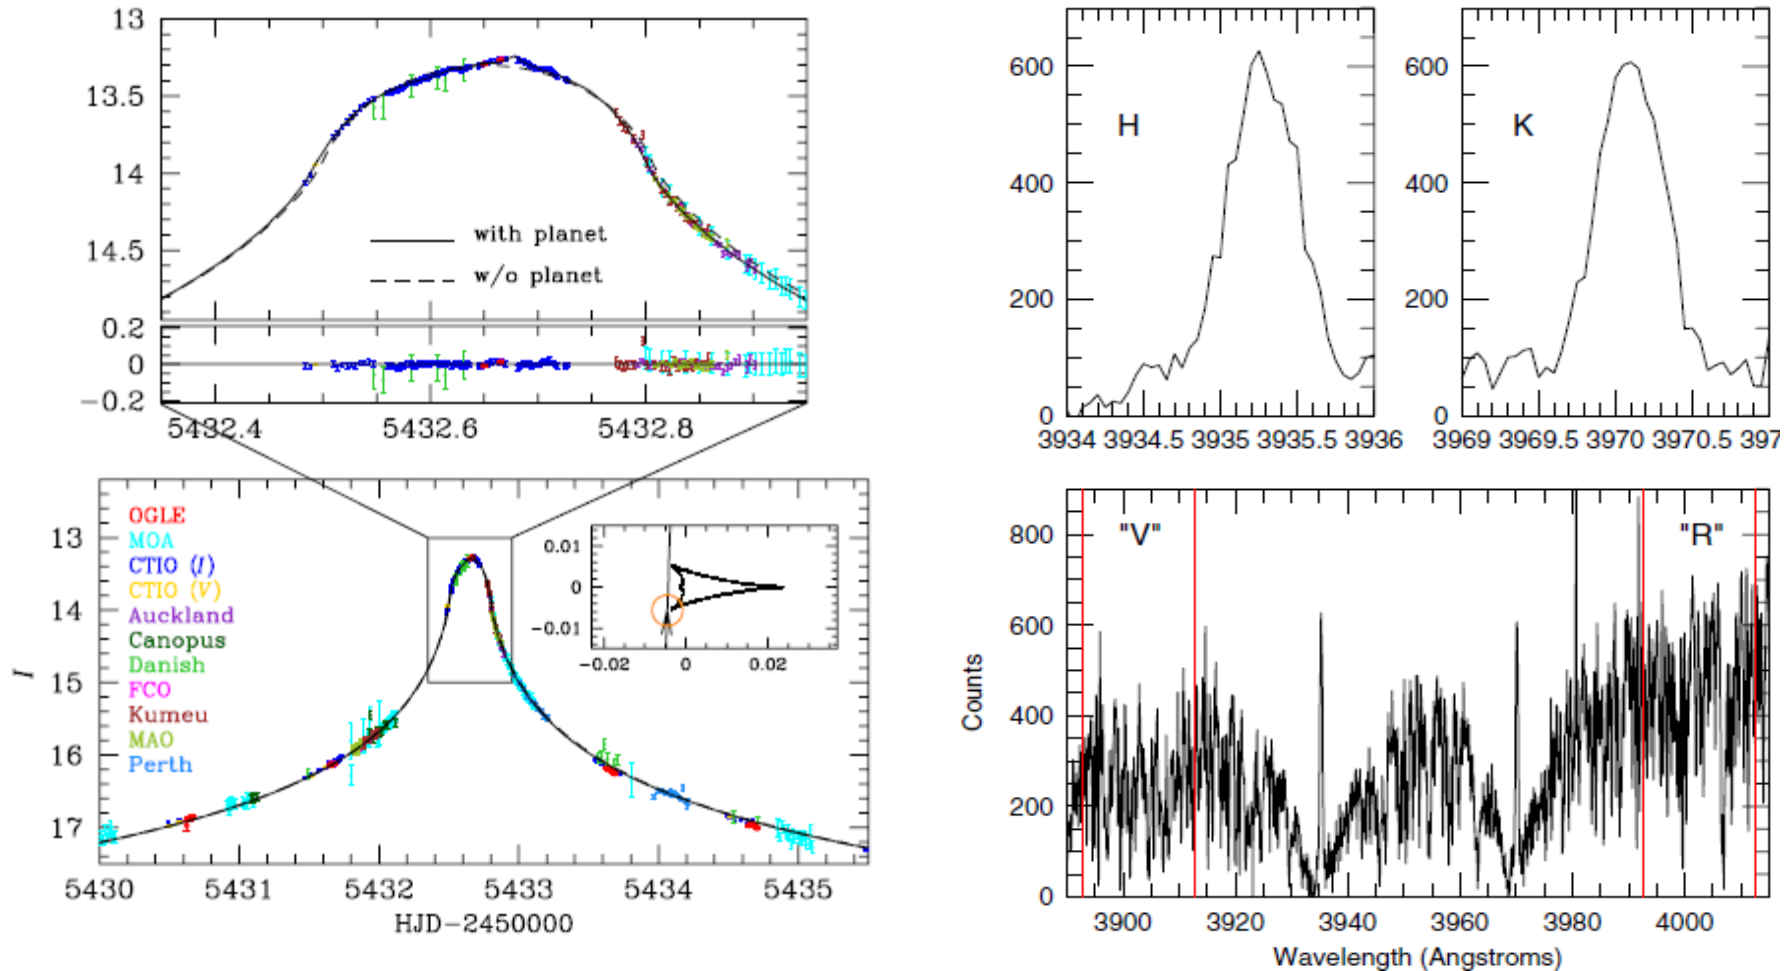 13
13.5
14
14.5
with planet
w/o planet
0.2
0
−0.2
5432.4 5432.6 5432.8
13
14
15
16
17
I
OGLE
MOA
CTIO (I)
CTIO (V)
Auckland
Canopus
Danish
FCO
Kumeu
MAO
Perth
0.01
0
−0.01
−0.02 0 0.02
5430 5431 5432 5433 5434 5435
HJD−2450000
600
400
200
0
H
3934 3934.5 3935 3935.5 3936
600
400
200
0
K
3969 3969.5 3970 3970.5 397
800
600
400
200
0
Counts
"V" "R"
3900 3920 3940 3960 3980 4000
Wavelength (Angstroms)